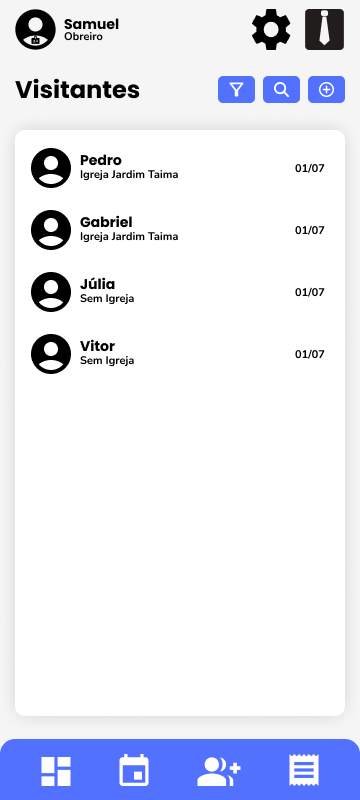 Samuel
Obreiro
Visitantes
Pedro
Igreja Jardim Taima
01/07
Gabriel
Igreja Jardim Taima
01/07
Júlia
Sem Igreja
01/07
Vitor
Sem Igreja
01/07